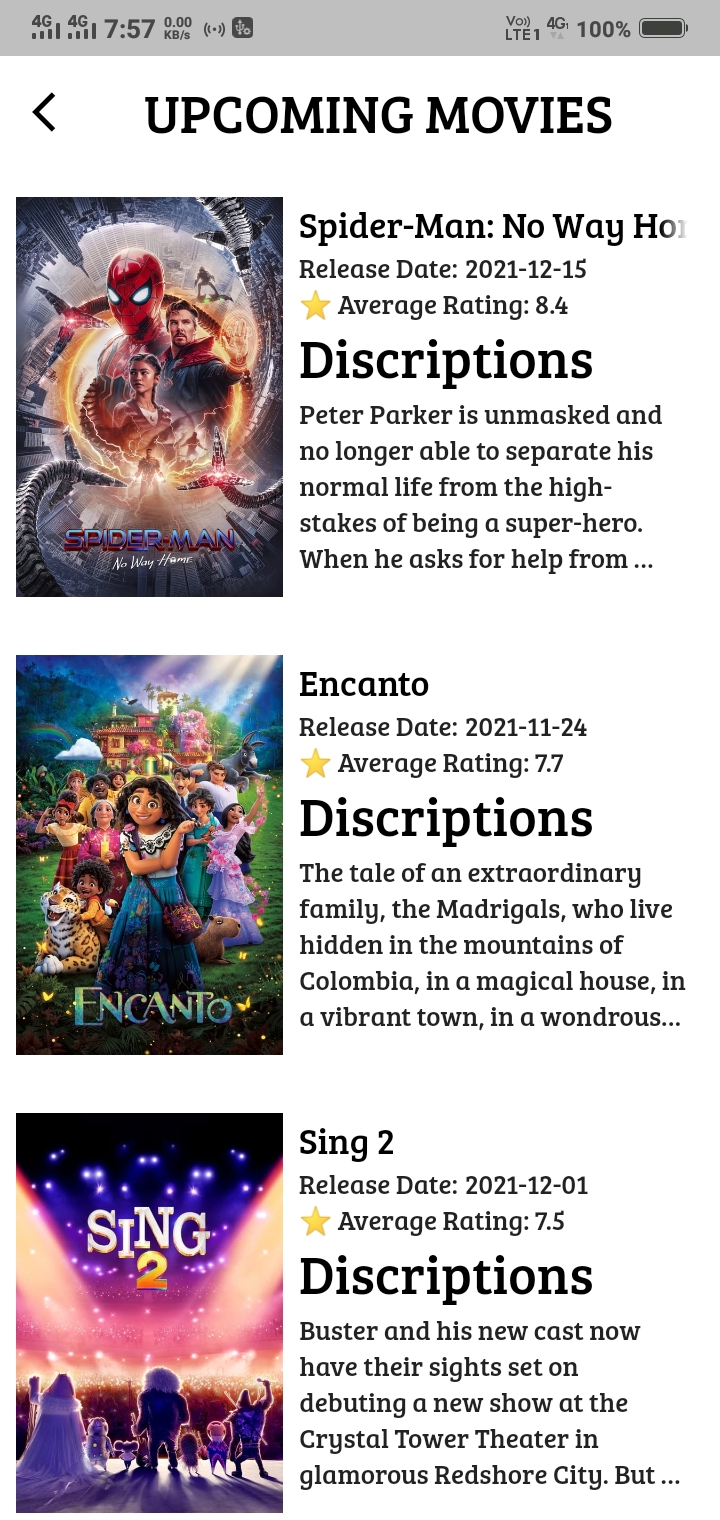 4G 4G 7:57 0.00 KB/s
Vo) LTE1 4G 100%
UPCOMING MOVIES
SPIDER-MAN
No Way Home
Spider-Man: No Way Hor
Release Date: 2021-12-15
⭐ Average Rating: 8.4
Discriptions
Peter Parker is unmasked and
no longer able to separate his
normal life from the high-
stakes of being a super-hero.
When he asks for help from ...
ENCANTO
Encanto
Release Date: 2021-11-24
⭐ Average Rating: 7.7
Discriptions
The tale of an extraordinary
family, the Madrigals, who live
hidden in the mountains of
Colombia, in a magical house, in
a vibrant town, in a wondrous...
SING
2
Sing 2
Release Date: 2021-12-01
⭐ Average Rating: 7.5
Discriptions
Buster and his new cast now
have their sights set on
debuting a new show at the
Crystal Tower Theater in
glamorous Redshore City. But ...